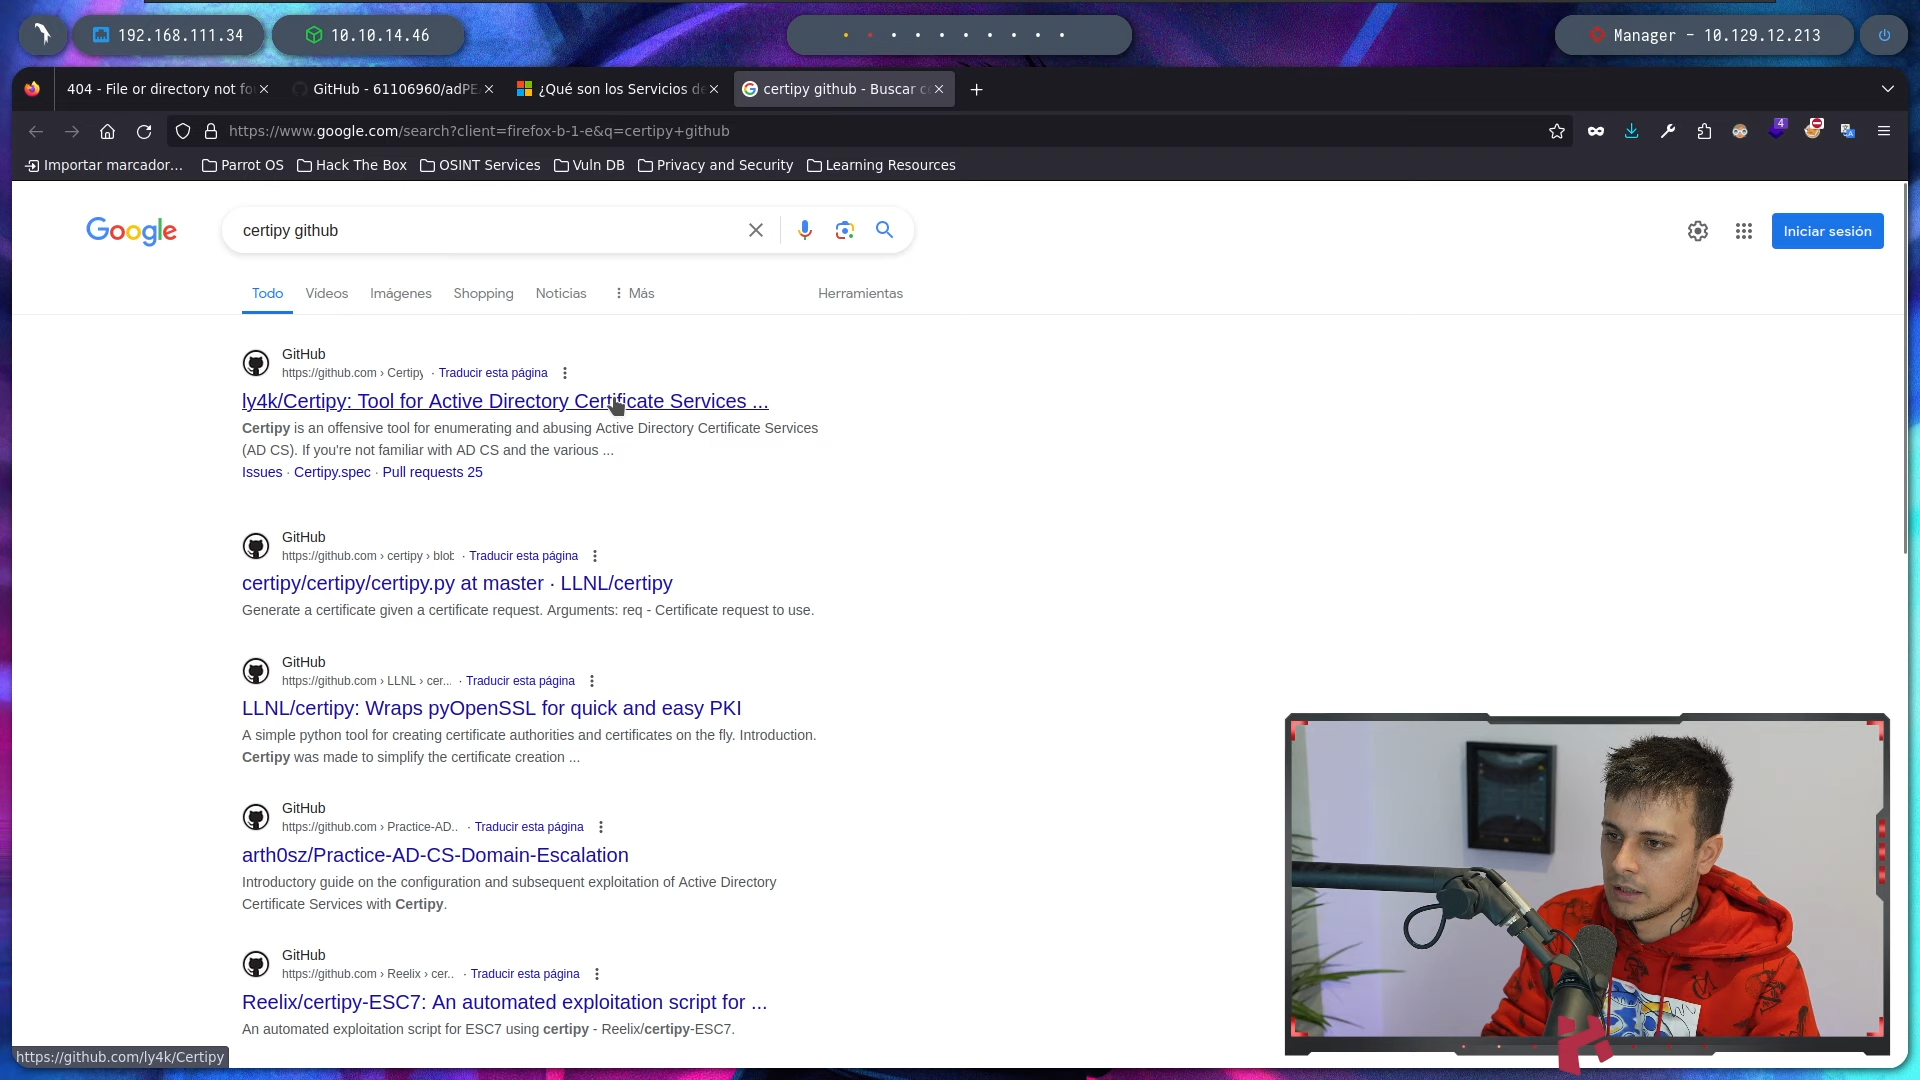 192.168.111.34
10.10.14.46
Manager - 10.129.12.213
404 - File or directory not fo
GitHub - 61106960/adPE
¿Qué son los Servicios de
certipy github - Buscar c
https://www.google.com/search?client=firefox-b-1-e&q=certipy+github
4
Importar marcador...
Parrot OS
Hack The Box
OSINT Services
Vuln DB
Privacy and Security
Learning Resources
Google
certipy github
Iniciar sesión
Todo
Vídeos
Imágenes
Shopping
Noticias
Más
Herramientas
GitHub
https://github.com › Certipy · Traducir esta página
ly4k/Certipy: Tool for Active Directory Certificate Services ...
Certipy is an offensive tool for enumerating and abusing Active Directory Certificate Services
(AD CS). If you're not familiar with AD CS and the various ...
Issues · Certipy.spec · Pull requests 25
GitHub
https://github.com › certipy › blob · Traducir esta página
certipy/certipy/certipy.py at master · LLNL/certipy
Generate a certificate given a certificate request. Arguments: req - Certificate request to use.
GitHub
https://github.com › LLNL › cer... · Traducir esta página
LLNL/certipy: Wraps pyOpenSSL for quick and easy PKI
A simple python tool for creating certificate authorities and certificates on the fly. Introduction.
Certipy was made to simplify the certificate creation ...
GitHub
https://github.com › Practice-AD.. · Traducir esta página
arth0sz/Practice-AD-CS-Domain-Escalation
Introductory guide on the configuration and subsequent exploitation of Active Directory
Certificate Services with Certipy.
GitHub
https://github.com › Reelix › cer.. · Traducir esta página
Reelix/certipy-ESC7: An automated exploitation script for ...
An automated exploitation script for ESC7 using certipy - Reelix/certipy-ESC7.
https://github.com/ly4k/Certipy